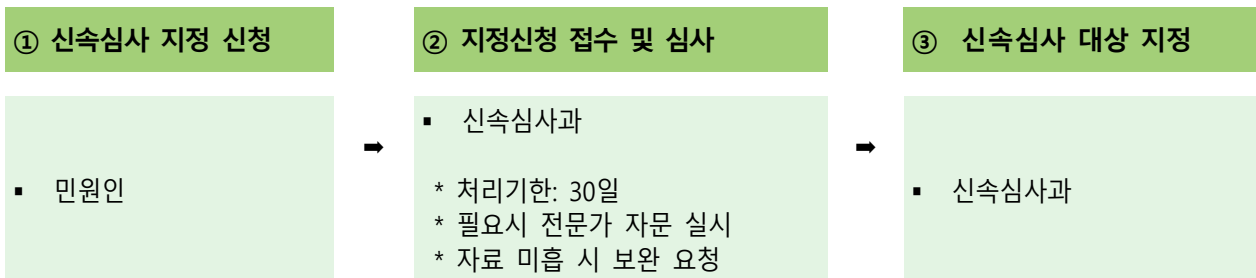 ① 신속심사 지정 신청
② 지정신청 접수 및 심사
③ 신속심사 대상 지정
▪ 민원인
➡
▪ 신속심사과
* 처리기한: 30일
* 필요시 전문가 자문 실시
* 자료 미흡 시 보완 요청
➡
▪ 신속심사과